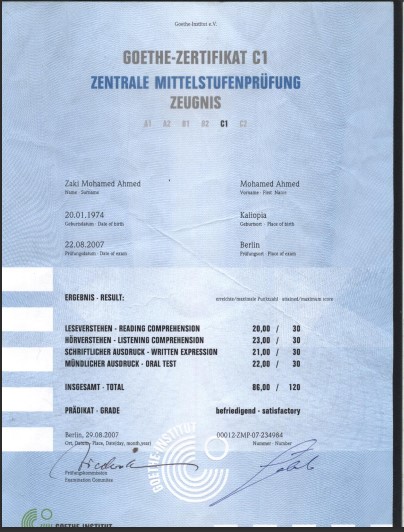 Goethe-Institut e.V.
GOETHE-ZERTIFIKAT C1
ZENTRALE MITTELSTUFENPRÜFUNG
ZEUGNIS
A1 A2 B1 B2 C1 C2
Zaki Mohamed Ahmed Mohamed Ahmed
Name · Surname Vorname · First Name
20.01.1974 Kaliopia
Geburtsdatum · Date of birth Geburtsort · Place of birth
22.08.2007 Berlin
Prüfungsdatum · Date of exam Prüfungsort · Place of exam
ERGEBNIS · RESULT: erreichte/maximale Punktzahl attained/maximum score
LESEVERSTEHEN · READING COMPREHENSION 20,00 / 30
HÖRVERSTEHEN · LISTENING COMPREHENSION 23,00 / 30
SCHRIFTLICHER AUSDRUCK · WRITTEN EXPRESSION 21,00 / 30
MÜNDLICHER AUSDRUCK · ORAL TEST 22,00 / 30
INSGESAMT · TOTAL 86,00 / 120
PRÄDIKAT · GRADE befriedigend · satisfactory
Berlin, 29.08.2007 00012-ZMP-07-234984
Ort, Datum · Place, Date(day, month, year) Nummer · Number
Prüfungskommission
Examination Committee
GOETHE-INSTITUT
GOETHE-INSTITUT